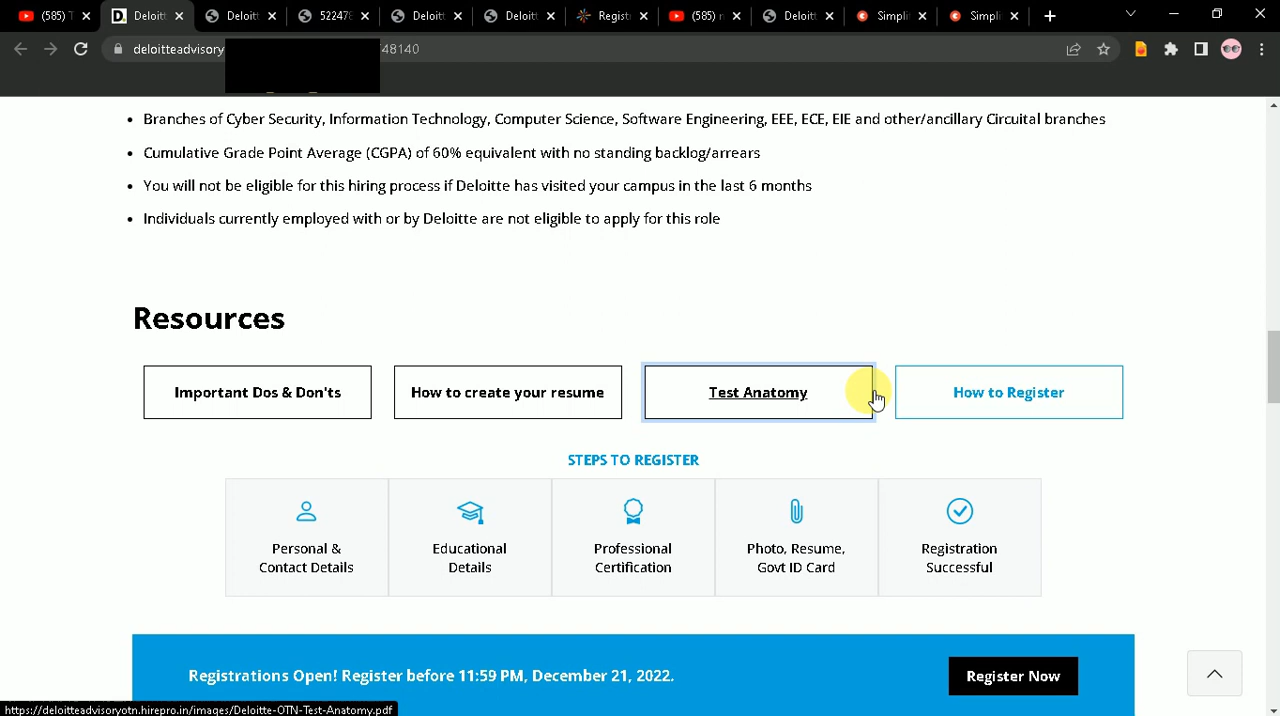 (585) T
Deloitt
Deloitt
522478
Deloitt
Deloitt
Registr
(585) n
Deloitt
Simplif
Simplif
deloitteadvisory
48140
Branches of Cyber Security, Information Technology, Computer Science, Software Engineering, EEE, ECE, EIE and other/ancillary Circuital branches
Cumulative Grade Point Average (CGPA) of 60% equivalent with no standing backlog/arrears
You will not be eligible for this hiring process if Deloitte has visited your campus in the last 6 months
Individuals currently employed with or by Deloitte are not eligible to apply for this role
Resources
Important Dos & Don'ts
How to create your resume
Test Anatomy
How to Register
STEPS TO REGISTER
Personal &
Contact Details
Educational
Details
Professional
Certification
Photo, Resume,
Govt ID Card
Registration
Successful
Registrations Open! Register before 11:59 PM, December 21, 2022.
Register Now
https://deloitteadvisoryotn.hirepro.in/images/Deloitte-OTN-Test-Anatomy.pdf